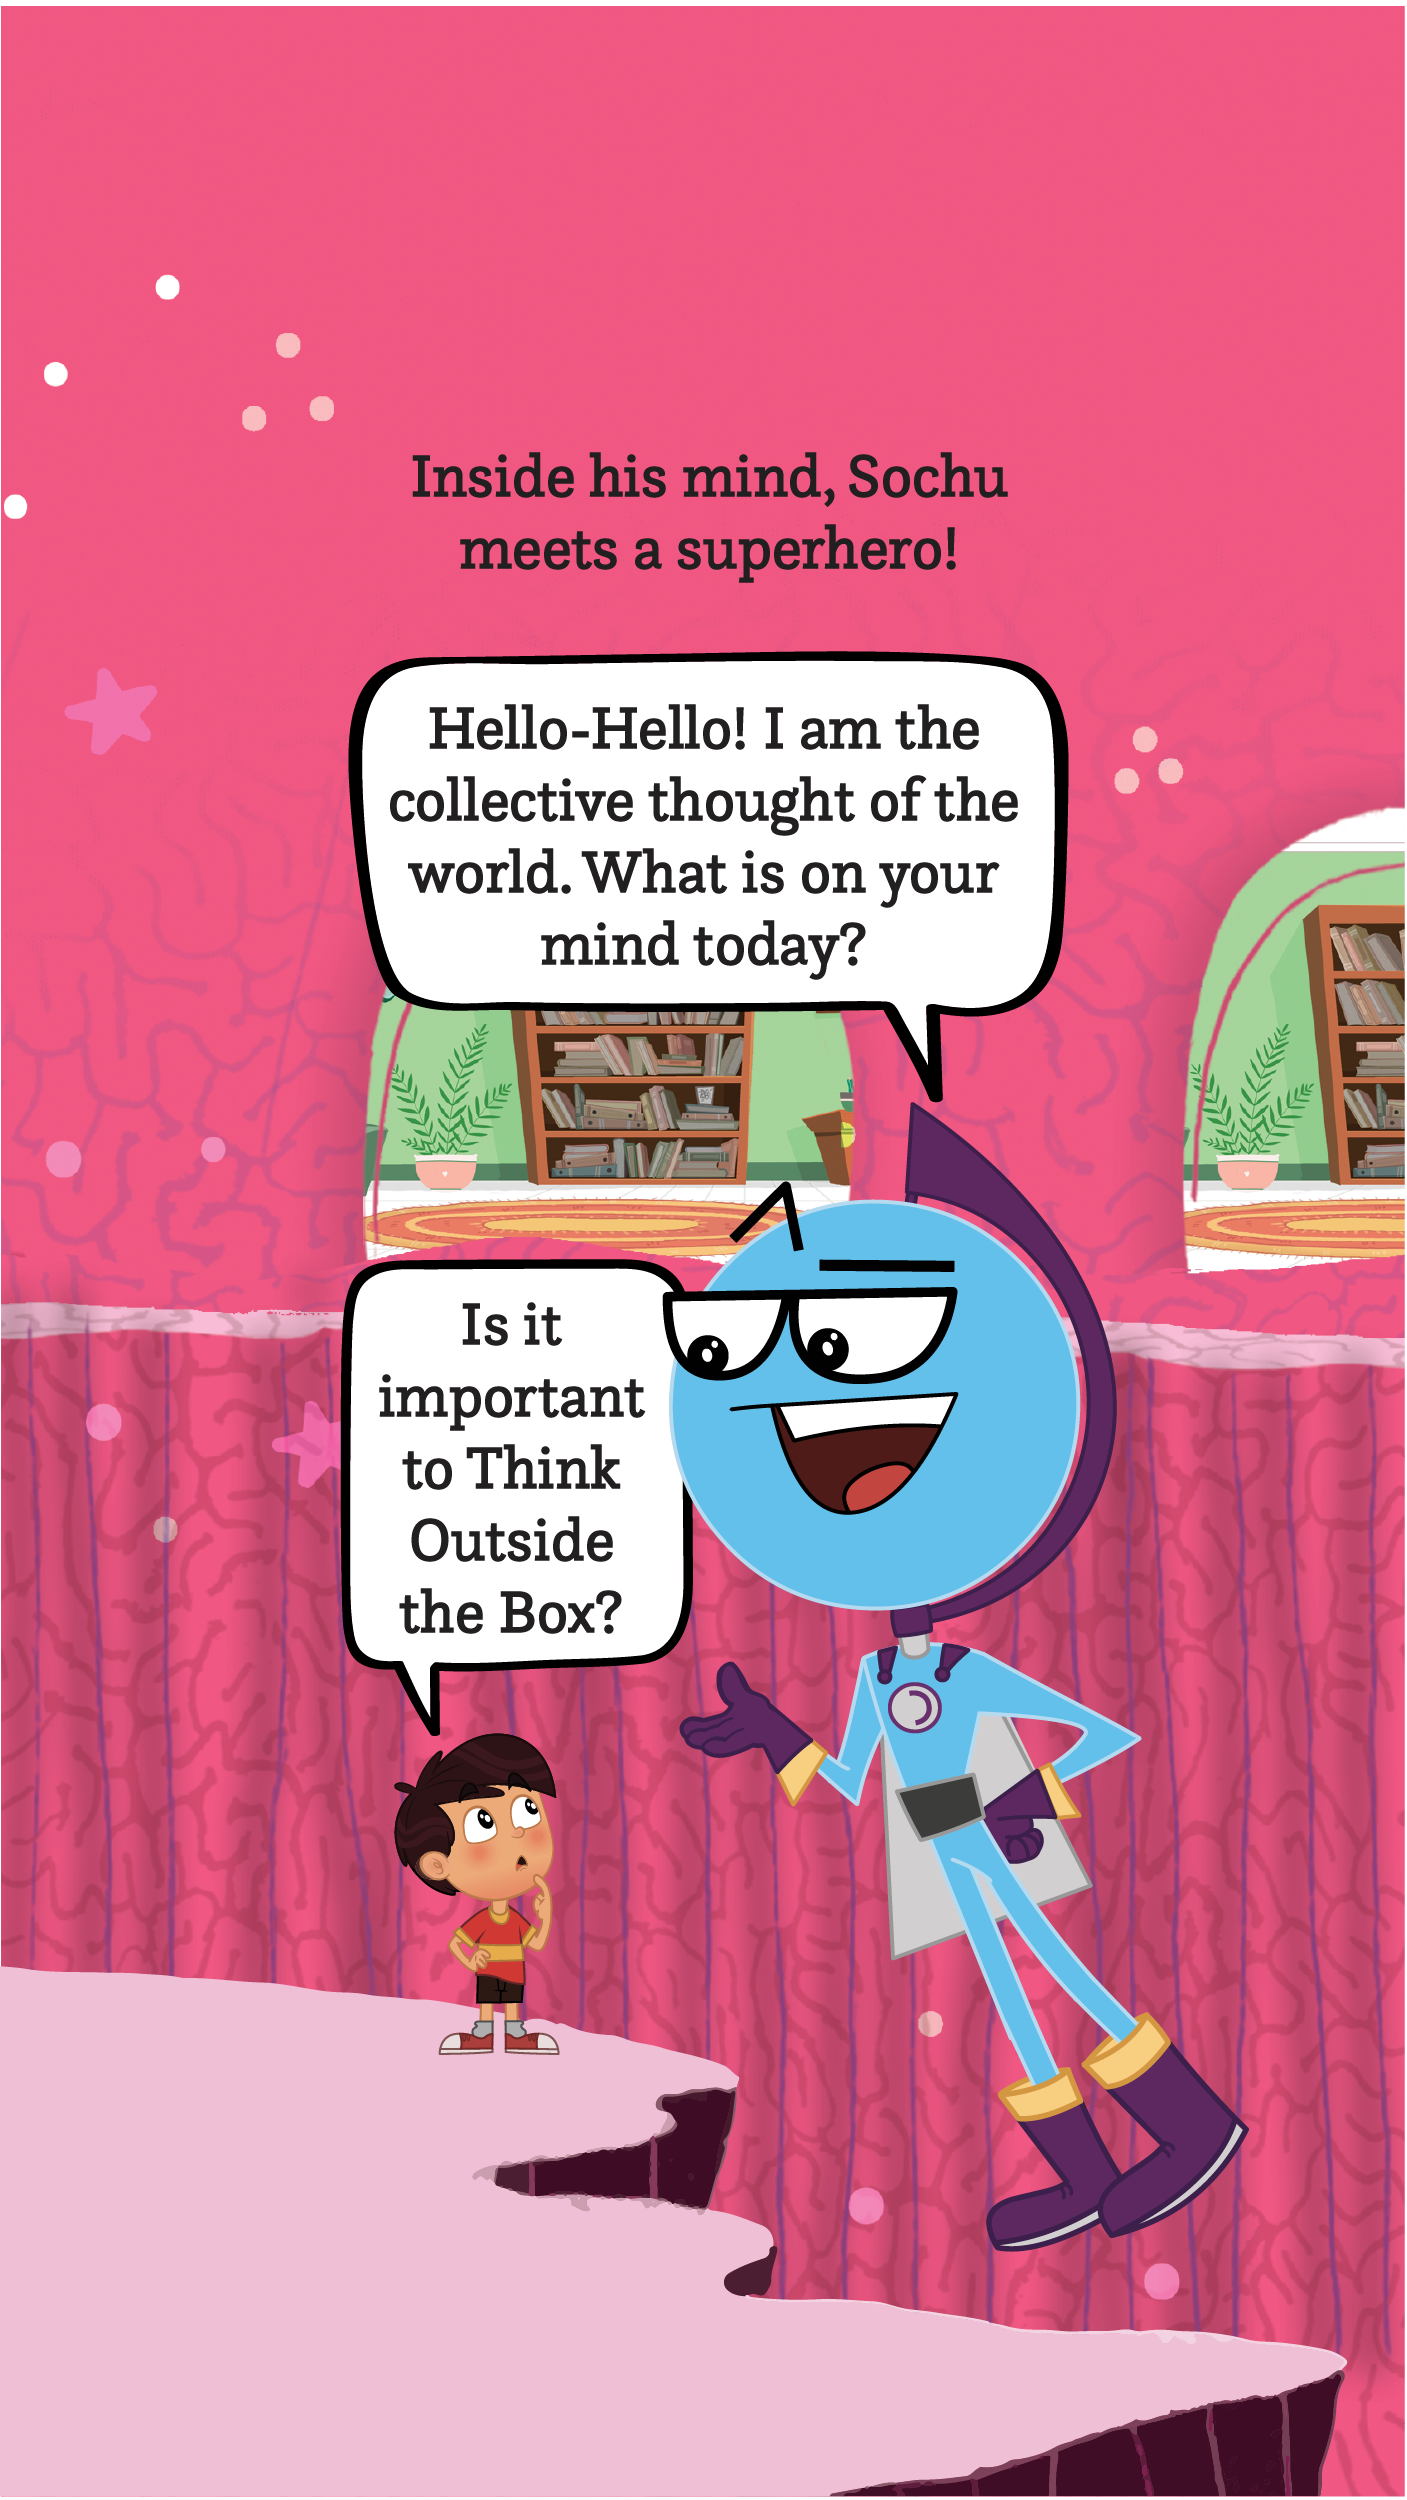 Inside his mind, Sochu
meets a superhero!
Hello-Hello! I am the
collective thought of the
world. What is on your
mind today?
Is it
important
to Think
Outside
the Box?